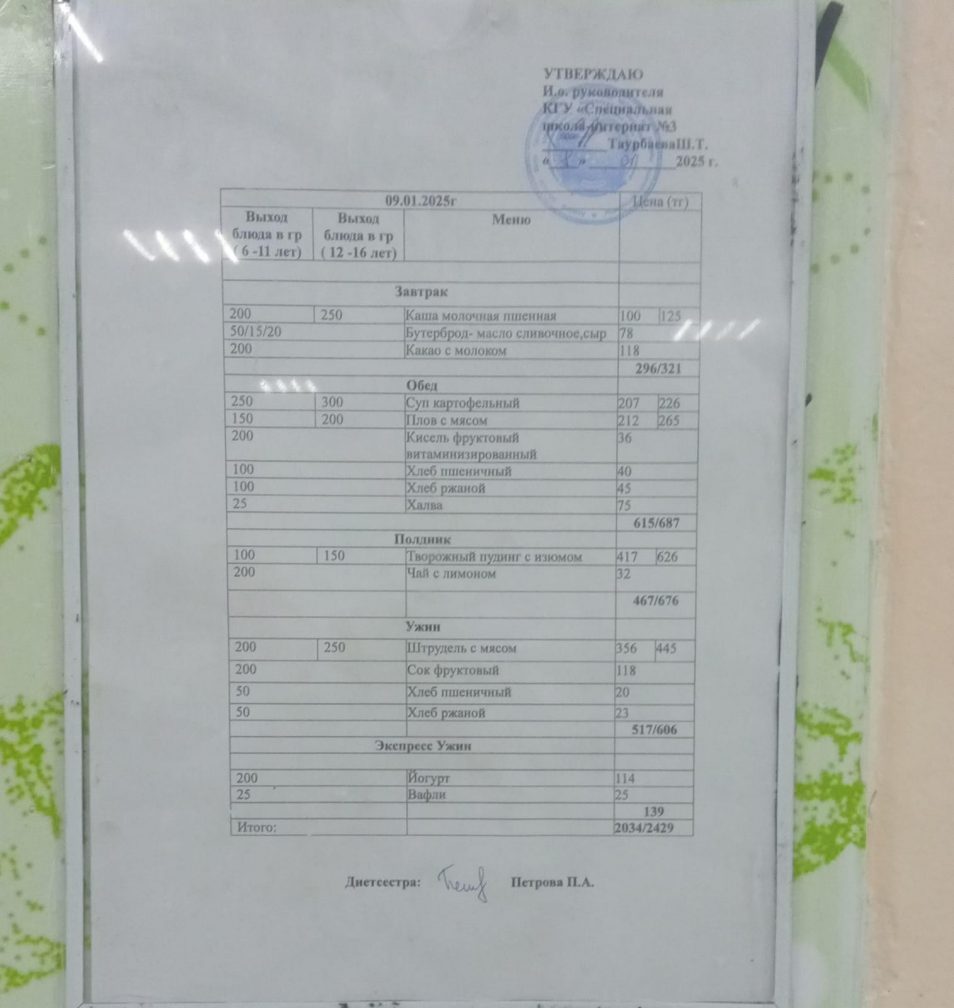 УТВЕРЖДАЮ
И.о. руководителя
КГУ «Специальная
школа-интернат №3
Таурбаева Ш.Т.
« » 01 2025 г.
09.01.2025г Цена (тг)
Выход блюда в гр ( 6 -11 лет) Выход блюда в гр ( 12 -16 лет) Меню
Завтрак
200 250 Каша молочная пшенная 100 125
50/15/20 Бутерброд- масло сливочное,сыр 78
200 Какао с молоком 118
296/321
Обед
250 300 Суп картофельный 207 226
150 200 Плов с мясом 212 265
200 Кисель фруктовый 36
витаминизированный
100 Хлеб пшеничный 40
100 Хлеб ржаной 45
25 Халва 75
615/687
Полдник
100 150 Творожный пудинг с изюмом 417 626
200 Чай с лимоном 32
467/676
Ужин
200 250 Штрудель с мясом 356 445
200 Сок фруктовый 118
50 Хлеб пшеничный 20
50 Хлеб ржаной 23
517/606
Экспресс Ужин
200 Йогурт 114
25 Вафли 25
139
Итого: 2034/2429
Диетсестра: Петрова П.А.